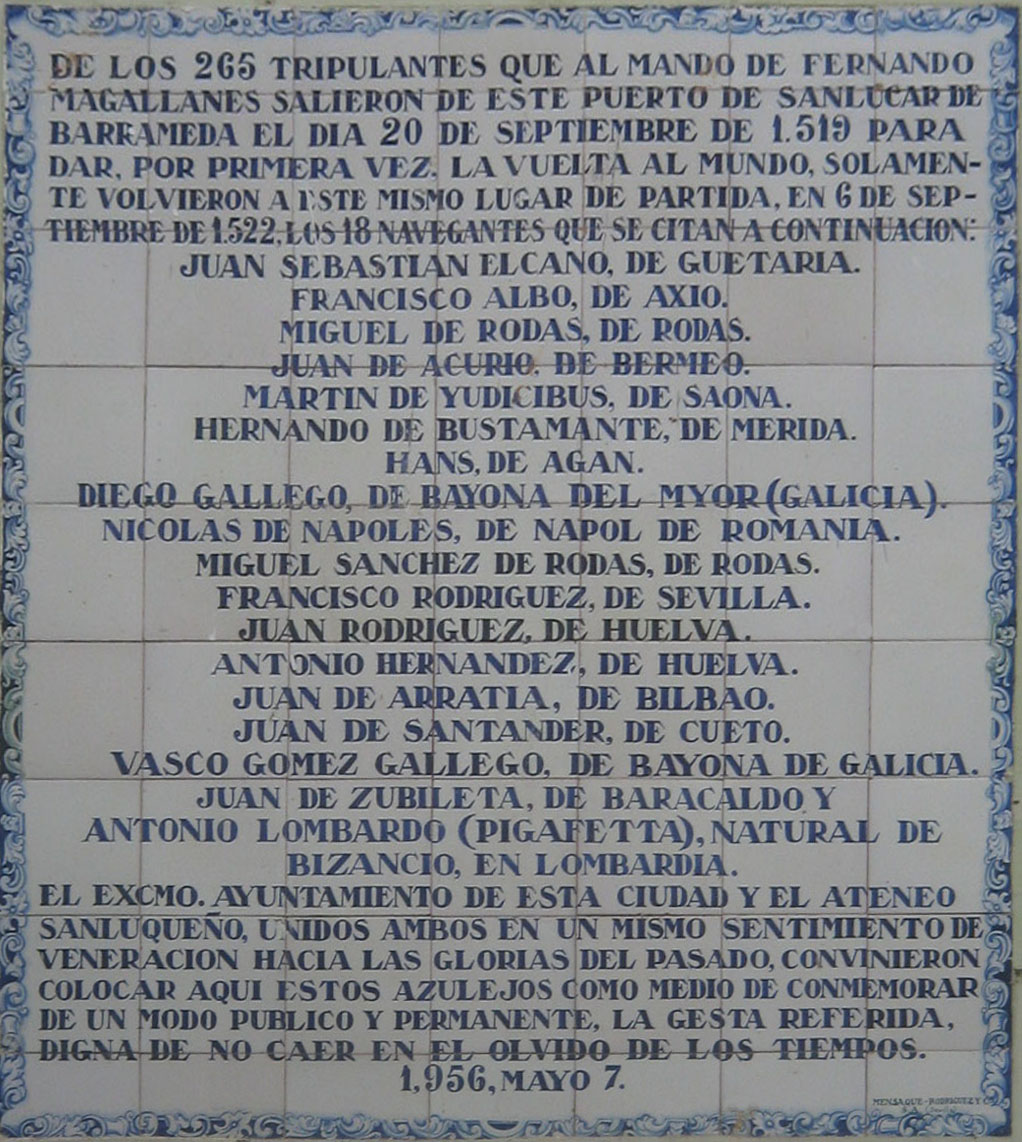 DE LOS 265 TRIPULANTES QUE AL MANDO DE FERNANDO
MAGALLANES SALIERON DE ESTE PUERTO DE SANLUCAR DE
BARRAMEDA EL DIA 20 DE SEPTIEMBRE DE 1.519 PARA
DAR, POR PRIMERA VEZ. LA VUELTA AL MUNDO, SOLAMEN-
TE VOLVIERON A ESTE MISMO LUGAR DE PARTIDA, EN 6 DE SEP-
TIEMBRE DE 1.522, LOS 18 NAVEGANTES QUE SE CITAN A CONTINUACION:
JUAN SEBASTIAN ELCANO, DE GUETARIA.
FRANCISCO ALBO, DE AXIO.
MIGUEL DE RODAS, DE RODAS.
JUAN DE ACURIO. DE BERMEO.
MARTIN DE YUDICIBUS, DE SAONA.
HERNANDO DE BUSTAMANTE, DE MERIDA.
HANS, DE AGAN.
DIEGO GALLEGO, DE BAYONA DEL MYOR (GALICIA).
NICOLAS DE NAPOLES, DE NAPOL DE ROMANIA.
MIGUEL SANCHEZ DE RODAS, DE RODAS.
FRANCISCO RODRIGUEZ, DE SEVILLA.
JUAN RODRIGUEZ, DE HUELVA.
ANTONIO HERNANDEZ, DE HUELVA.
JUAN DE ARRATIA, DE BILBAO.
JUAN DE SANTANDER, DE CUETO.
VASCO GOMEZ GALLEGO, DE BAYONA DE GALICIA.
JUAN DE ZUBILETA, DE BARACALDO Y
ANTONIO LOMBARDO (PIGAFETTA), NATURAL DE
BIZANCIO, EN LOMBARDIA.
EL EXCMO. AYUNTAMIENTO DE ESTA CIUDAD Y EL ATENEO
SANLUQUEÑO, UNIDOS AMBOS EN UN MISMO SENTIMIENTO DE
VENERACION HACIA LAS GLORIAS DEL PASADO, CONVINIERON
COLOCAR AQUI ESTOS AZULEJOS COMO MEDIO DE CONMEMORAR
DE UN MODO PUBLICO Y PERMANENTE, LA GESTA REFERIDA,
DIGNA DE NO CAER EN EL OLVIDO DE LOS TIEMPOS.
1,956, MAYO 7.
MENSAQUE-RODRIGUEZ Y
S.A.